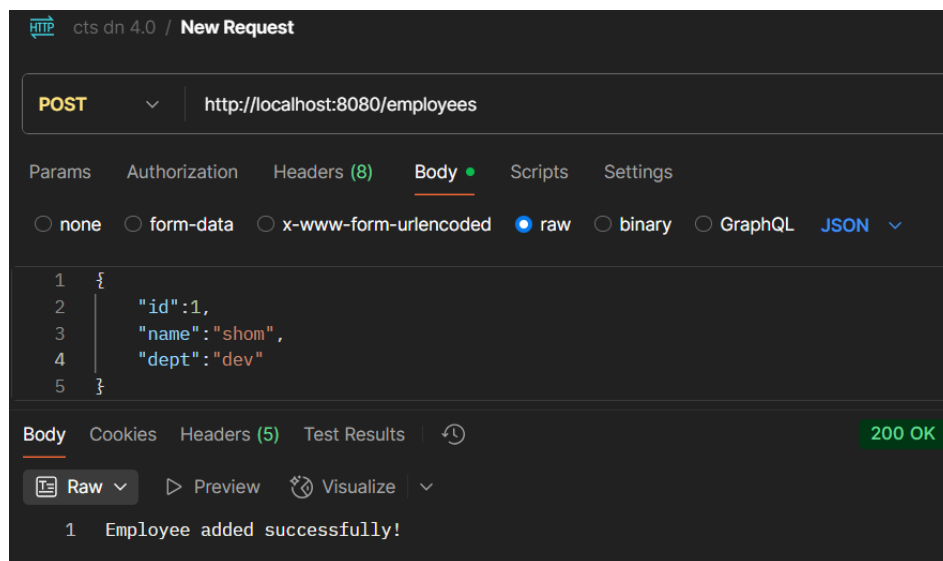 HTTP cts dn 4.0 / New Request
POST http://localhost:8080/employees
Params Authorization Headers (8) Body Scripts Settings
none form-data x-www-form-urlencoded raw binary GraphQL JSON
1 {
2 "id":1,
3 "name":"shom",
4 "dept":"dev"
5 }
Body Cookies Headers (5) Test Results 200 OK
Raw Preview Visualize
1 Employee added successfully!